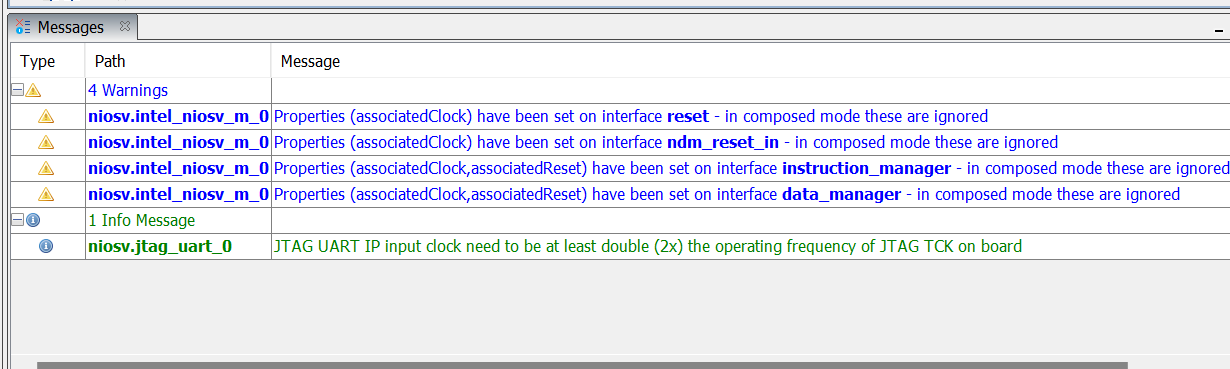 Messages
Type Path Message
4 Warnings
niosv.intel_niosv_m_0 Properties (associatedClock) have been set on interface reset - in composed mode these are ignored
niosv.intel_niosv_m_0 Properties (associatedClock) have been set on interface ndm_reset_in - in composed mode these are ignored
niosv.intel_niosv_m_0 Properties (associatedClock,associatedReset) have been set on interface instruction_manager - in composed mode these are ignored
niosv.intel_niosv_m_0 Properties (associatedClock,associatedReset) have been set on interface data_manager - in composed mode these are ignored
1 Info Message
niosv.jtag_uart_0 JTAG UART IP input clock need to be at least double (2x) the operating frequency of JTAG TCK on board